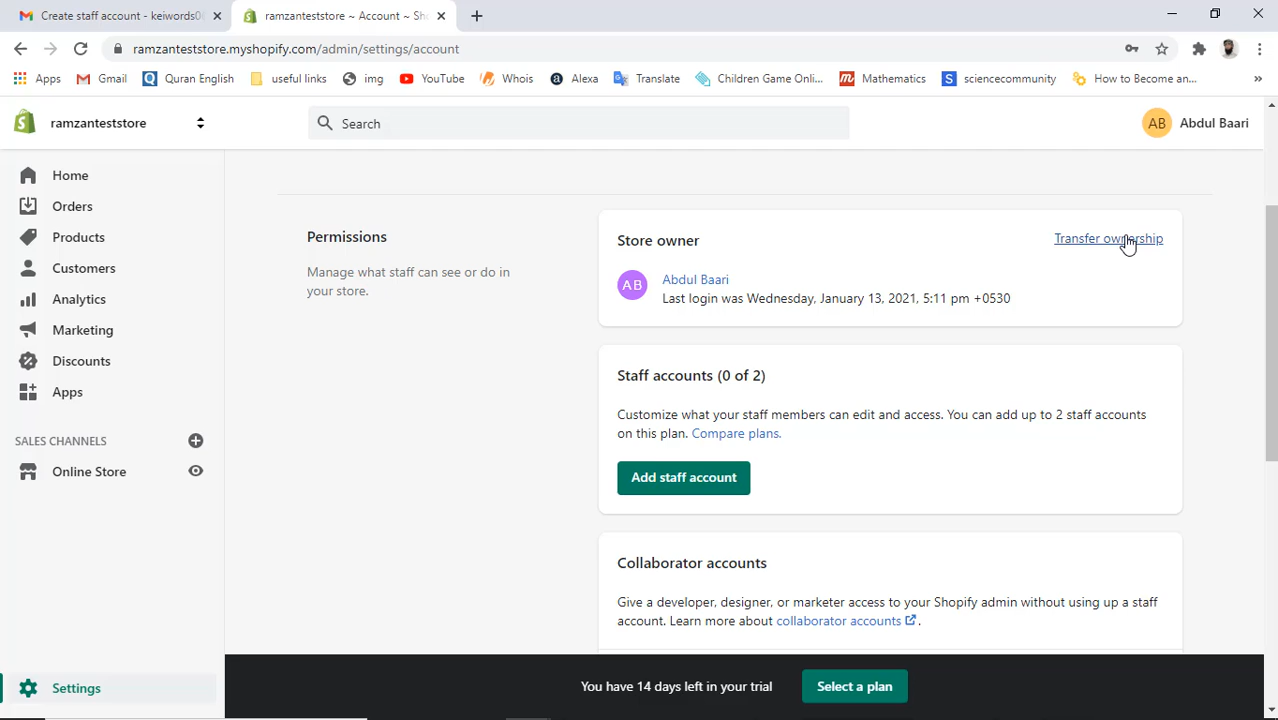 Create staff account - keiwords0
ramzanteststore ~ Account ~ Sh
ramzanteststore.myshopify.com/admin/settings/account
Apps
Gmail
Quran English
useful links
img
YouTube
Whois
Alexa
Translate
Children Game Onlin...
Mathematics
sciencecommunity
How to Become an...
ramzanteststore
Search
AB
Abdul Baari
Home
Orders
Products
Customers
Analytics
Marketing
Discounts
Apps
SALES CHANNELS
Online Store
Settings
Permissions
Manage what staff can see or do in
your store.
Store owner
Transfer ownership
AB
Abdul Baari
Last login was Wednesday, January 13, 2021, 5:11 pm +0530
Staff accounts (0 of 2)
Customize what your staff members can edit and access. You can add up to 2 staff accounts
on this plan. Compare plans.
Add staff account
Collaborator accounts
Give a developer, designer, or marketer access to your Shopify admin without using up a staff
account. Learn more about collaborator accounts.
You have 14 days left in your trial
Select a plan